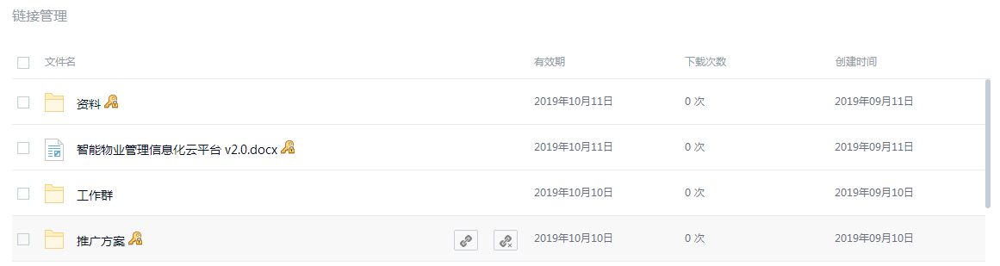 链接管理
文件名 有效期 下载次数 创建时间
资料 2019年10月11日 0 次 2019年09月11日
智能物业管理信息化云平台 v2.0.docx 2019年10月11日 0 次 2019年09月11日
工作群 2019年10月10日 0 次 2019年09月10日
推广方案 2019年10月10日 0 次 2019年09月10日